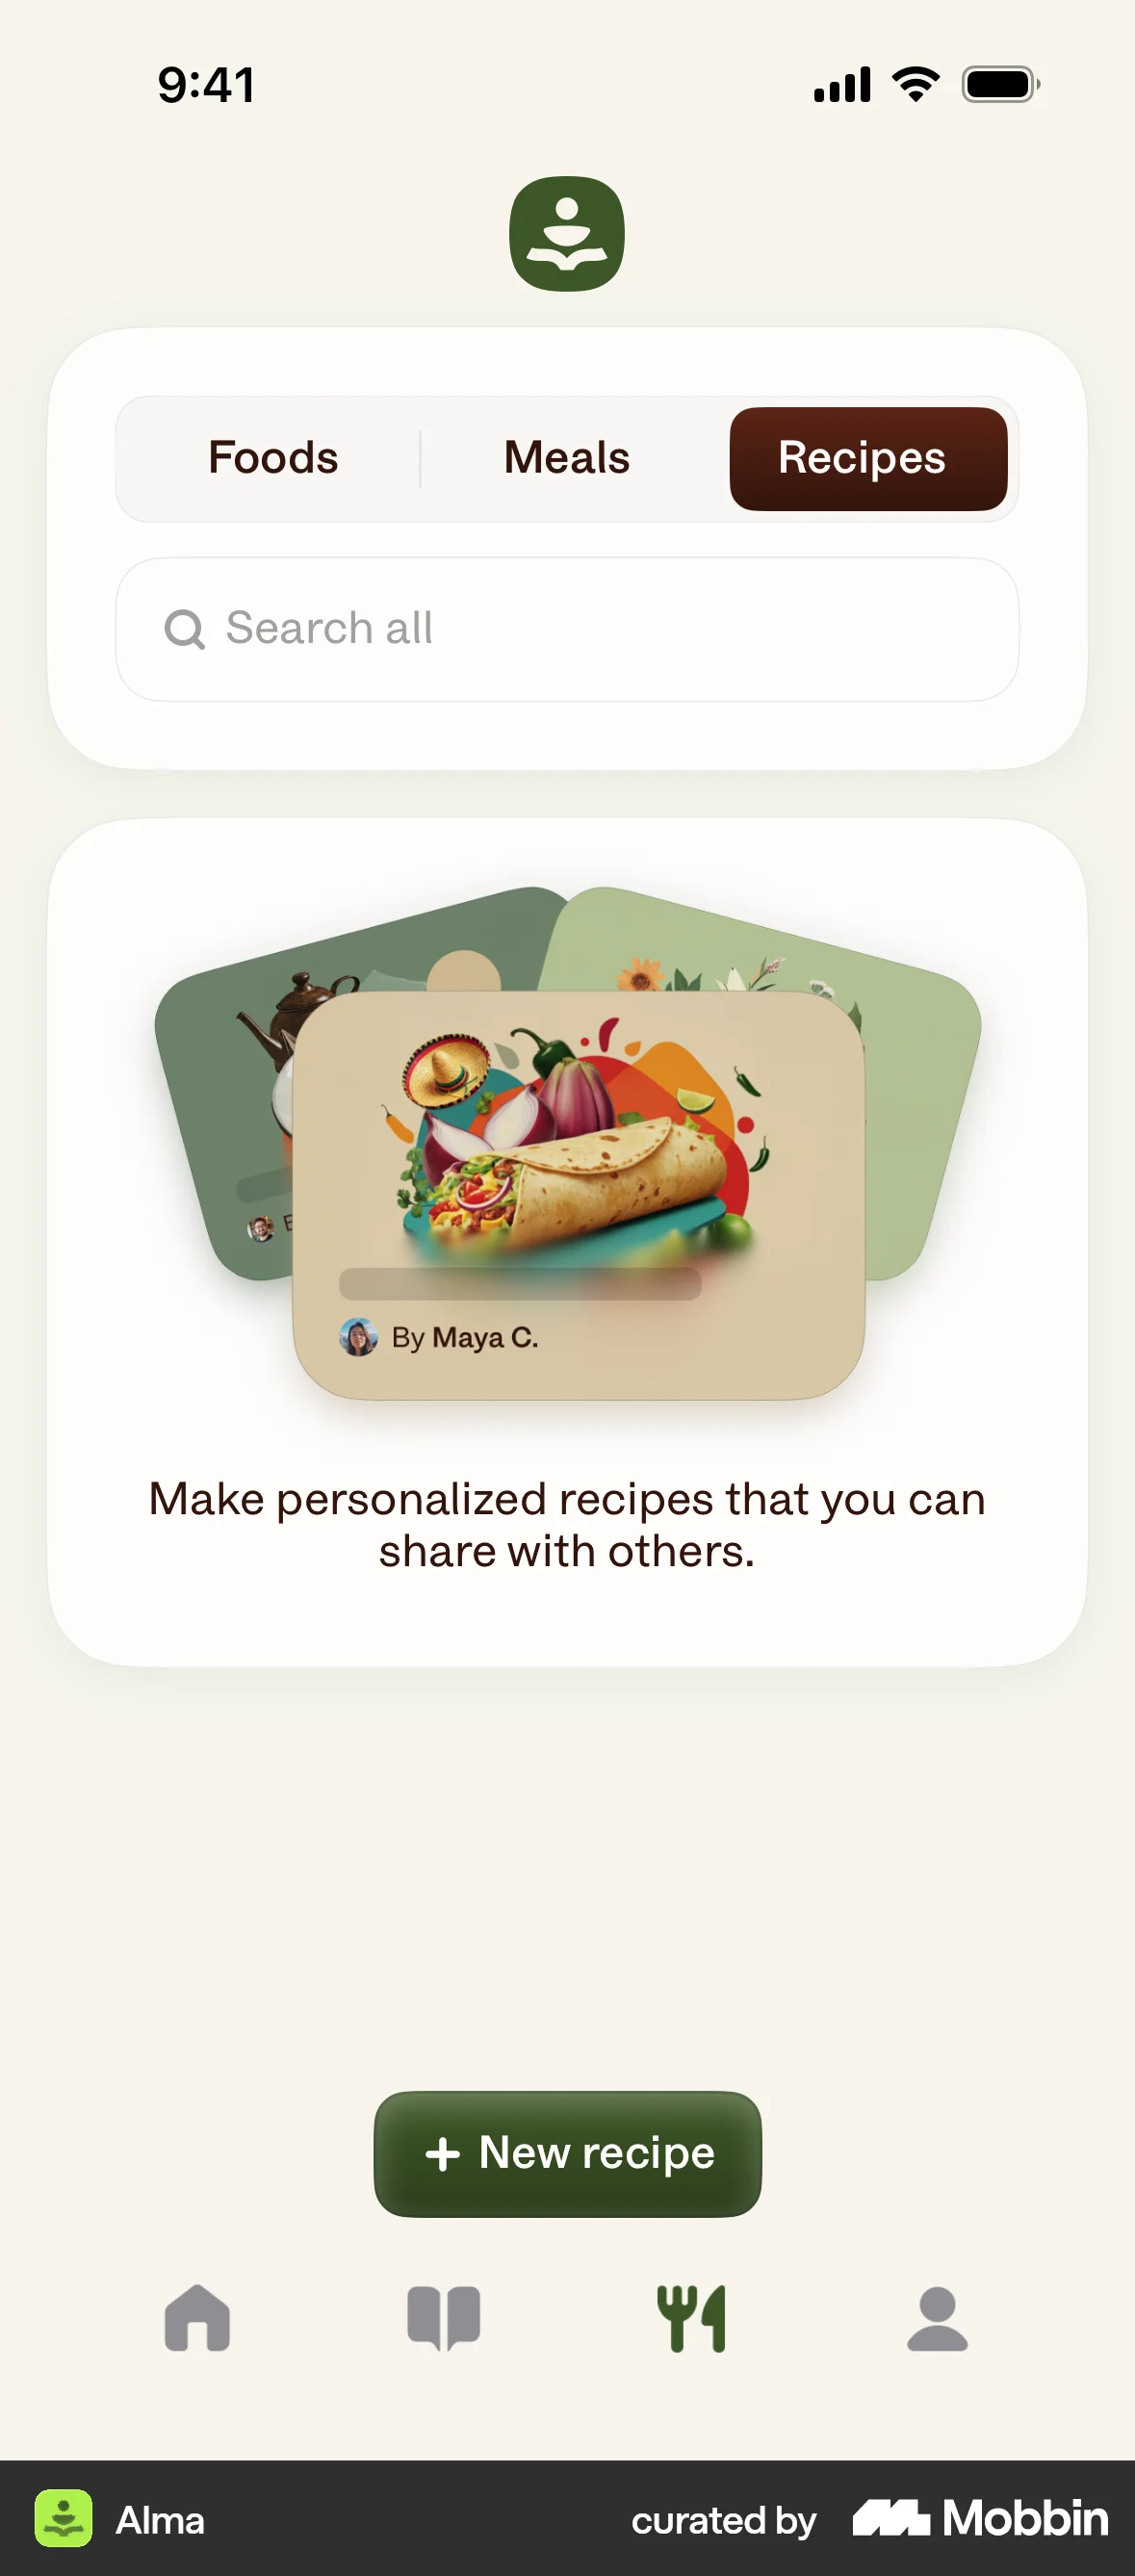 9:41
Foods
Meals
Recipes
Search all
By Maya C.
Make personalized recipes that you can
share with others.
+ New recipe
Alma
curated by Mobbin